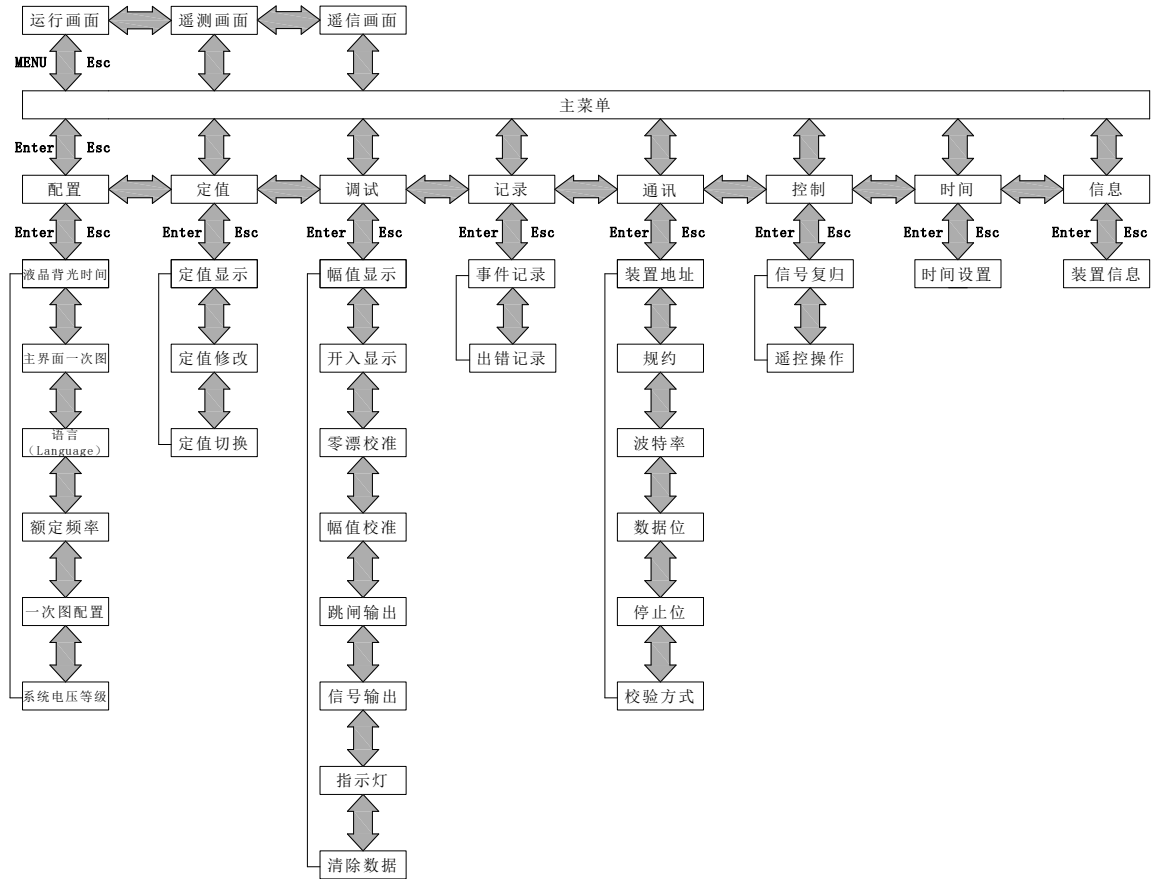 运行画面
遥测画面
遥信画面
MENU
Esc
主菜单
Enter
Esc
配置
定值
调试
记录
通讯
控制
时间
信息
Enter
Esc
Enter
Esc
Enter
Esc
Enter
Esc
Enter
Esc
Enter
Esc
Enter
Esc
Enter
Esc
液晶背光时间
定值显示
幅值显示
事件记录
装置地址
信号复归
时间设置
装置信息
主界面一次图
定值修改
开入显示
出错记录
规约
遥控操作
语言
（Language）
定值切换
零漂校准
波特率
额定频率
幅值校准
数据位
一次图配置
跳闸输出
停止位
系统电压等级
信号输出
校验方式
指示灯
清除数据